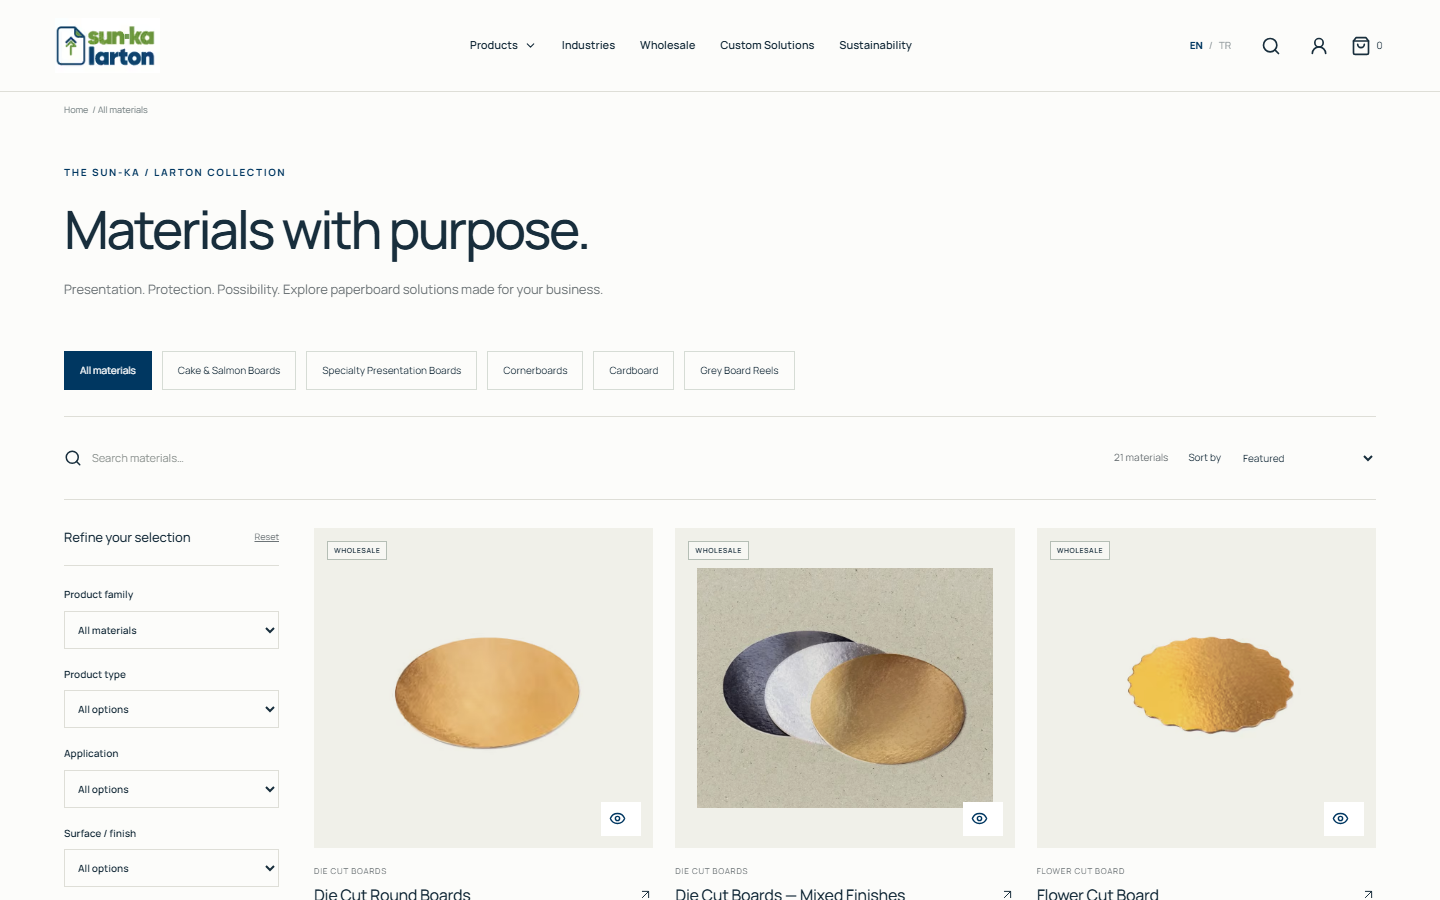 sun-ka
larton
Products
Industries
Wholesale
Custom Solutions
Sustainability
EN / TR
0
Home / All materials
THE SUN-KA / LARTON COLLECTION
Materials with purpose.
Presentation. Protection. Possibility. Explore paperboard solutions made for your business.
All materials
Cake & Salmon Boards
Specialty Presentation Boards
Cornerboards
Cardboard
Grey Board Reels
Search materials...
21 materials
Sort by
Featured
Refine your selection
Reset
Product family
All materials
Product type
All options
Application
All options
Surface / finish
All options
WHOLESALE
DIE CUT BOARDS
Die Cut Round Boards
WHOLESALE
DIE CUT BOARDS
Die Cut Boards — Mixed Finishes
WHOLESALE
FLOWER CUT BOARD
Flower Cut Board